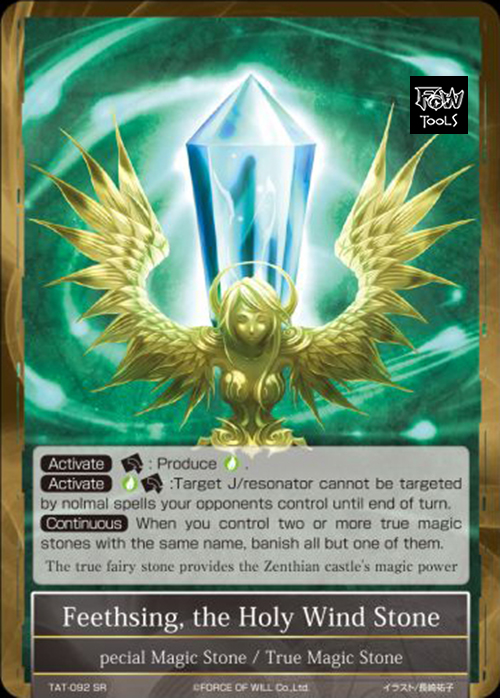 FOW
TOOLS
Activate : Produce .
Activate :Target J/resonator cannot be targeted
by nolmal spells your opponents control until end of turn.
Continuous When you control two or more true magic
stones with the same name, banish all but one of them.
The true fairy stone provides the Zenthian castle's magic power
Feethsing, the Holy Wind Stone
pecial Magic Stone / True Magic Stone
TAT-092 SR ©FORCE OF WILL Co.,Ltd. イラスト/長崎祐子